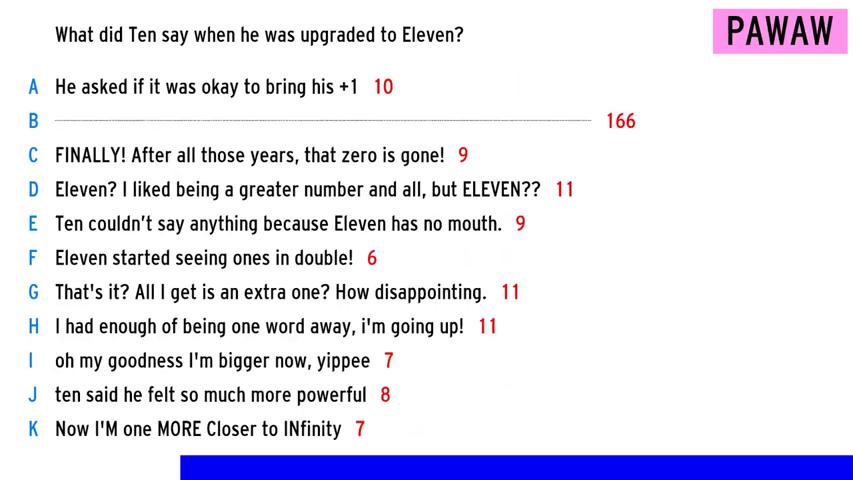 What did Ten say when he was upgraded to Eleven?
PAWAW
A He asked if it was okay to bring his +1 10
B 166
C FINALLY! After all those years, that zero is gone! 9
D Eleven? I liked being a greater number and all, but ELEVEN?? 11
E Ten couldn't say anything because Eleven has no mouth. 9
F Eleven started seeing ones in double! 6
G That's it? All I get is an extra one? How disappointing. 11
H I had enough of being one word away, i'm going up! 11
I oh my goodness I'm bigger now, yippee 7
J ten said he felt so much more powerful 8
K Now I'M one MORE Closer to INfinity 7